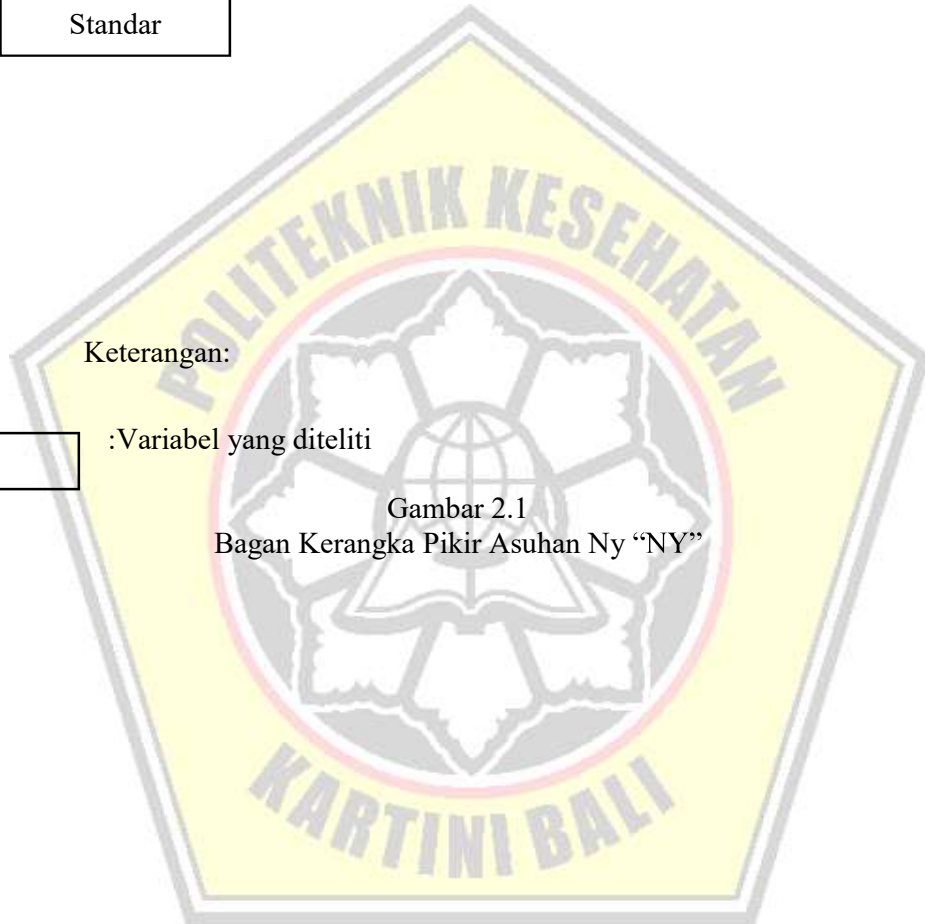 Standar
POLITEKNIK KESEHATAN
Keterangan:
:Variabel yang diteliti
Gambar 2.1
Bagan Kerangka Pikir Asuhan Ny “NY”
KARTINI BALI